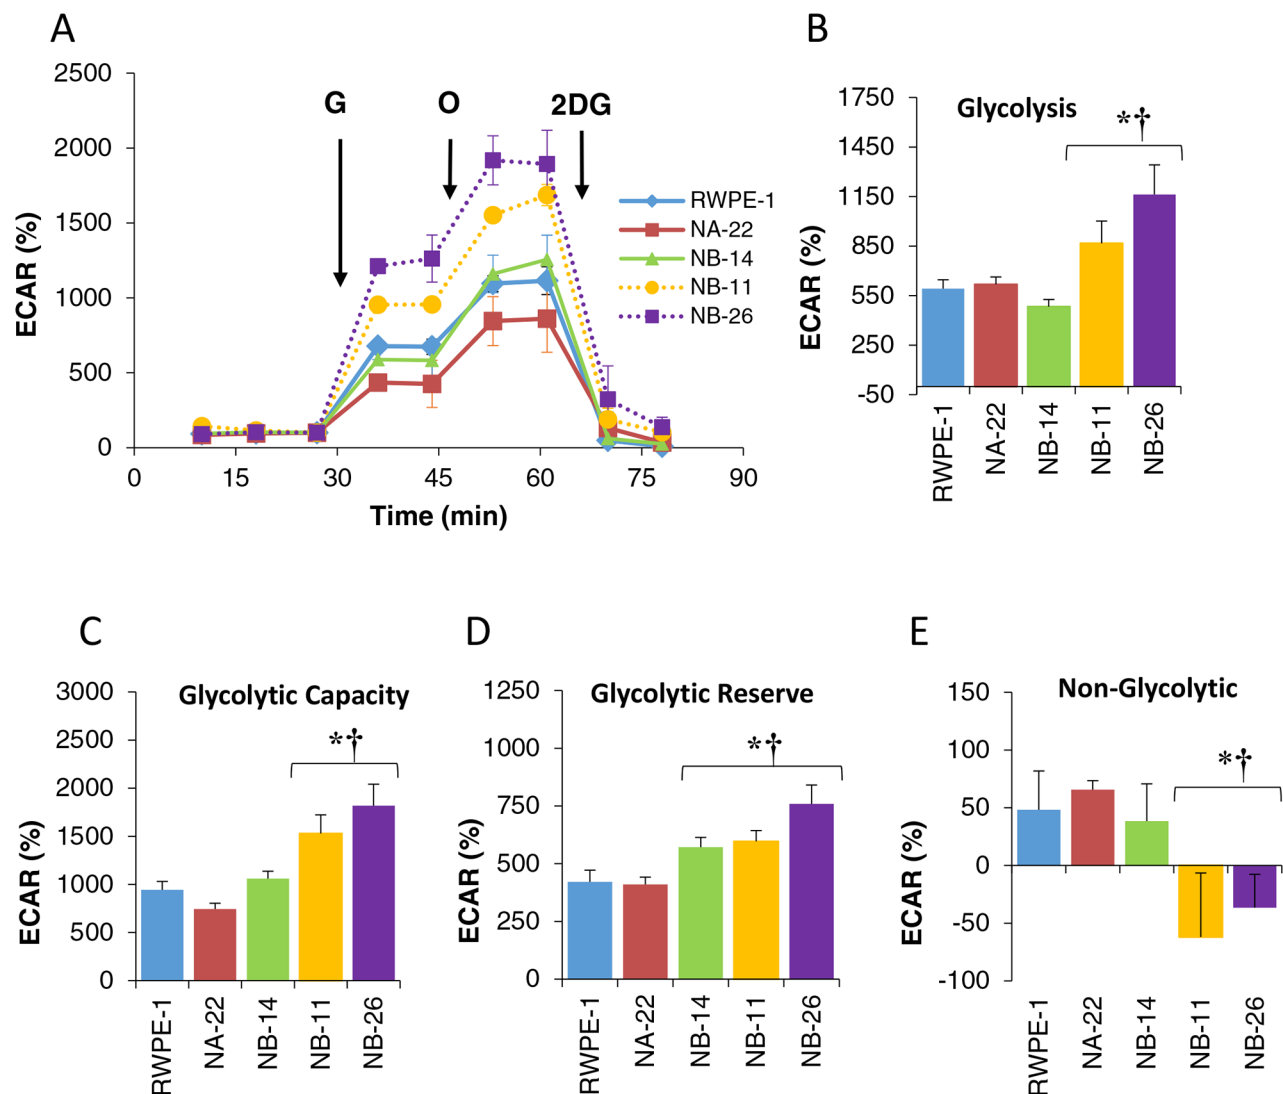 A
2500
2000
1500
1000
500
0
0 15 30 45 60 75 90
ECAR (%)
Time (min)
G O 2DG
RWPE-1
NA-22
NB-14
NB-11
NB-26
B
Glycolysis
*†
1750
1450
1150
850
550
250
-50
ECAR (%)
RWPE-1 NA-22 NB-14 NB-11 NB-26
C
Glycolytic Capacity
*†
3000
2500
2000
1500
1000
500
0
ECAR (%)
RWPE-1 NA-22 NB-14 NB-11 NB-26
D
Glycolytic Reserve
*†
1250
1000
750
500
250
0
ECAR (%)
RWPE-1 NA-22 NB-14 NB-11 NB-26
E
Non-Glycolytic
*†
150
100
50
0
-50
-100
ECAR (%)
RWPE-1 NA-22 NB-14 NB-11 NB-26